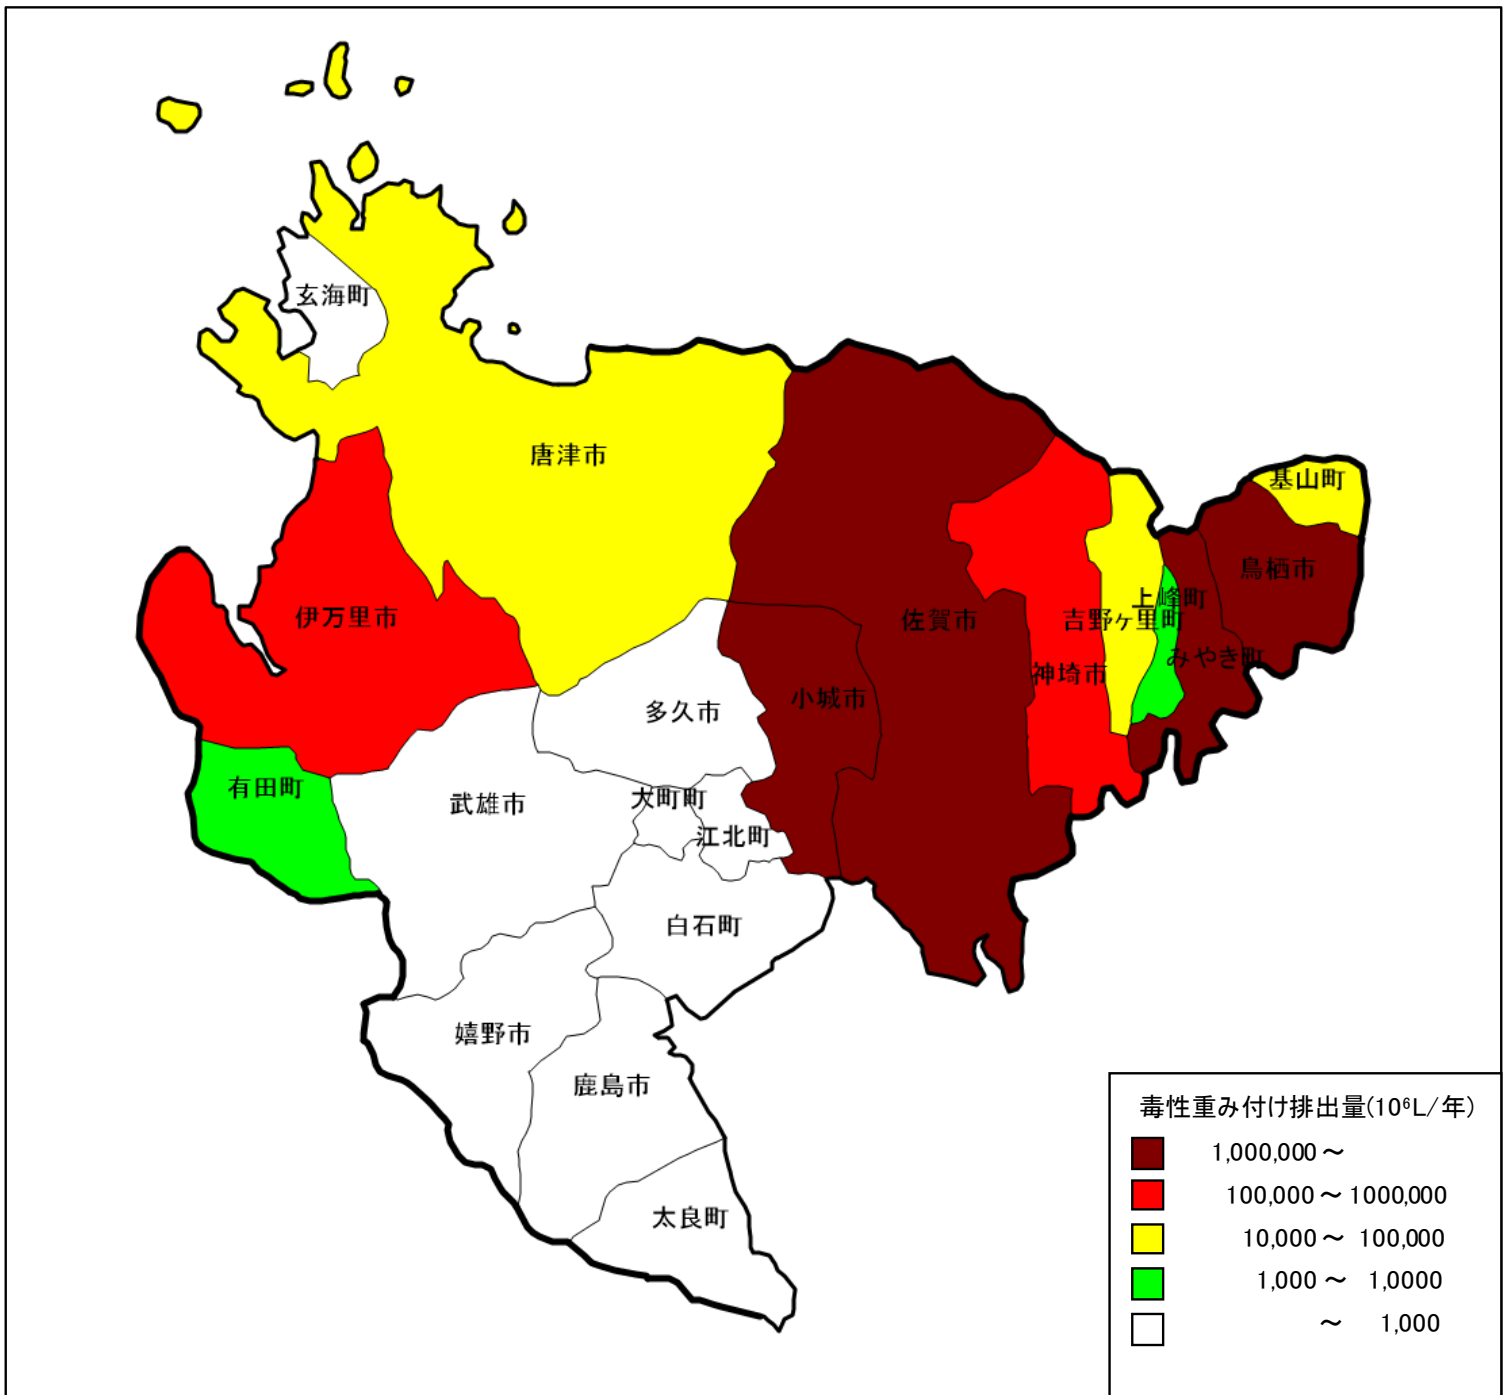 玄海町
唐津市
基山町
鳥栖市
上峰町
伊万里市
佐賀市
吉野ヶ里町
みやき町
神埼市
小城市
多久市
有田町
武雄市
大町町
江北町
白石町
嬉野市
鹿島市
太良町
毒性重み付け排出量(10⁶L/年)
1,000,000～
100,000～1000,000
10,000～ 100,000
1,000～ 1,0000
～ 1,000